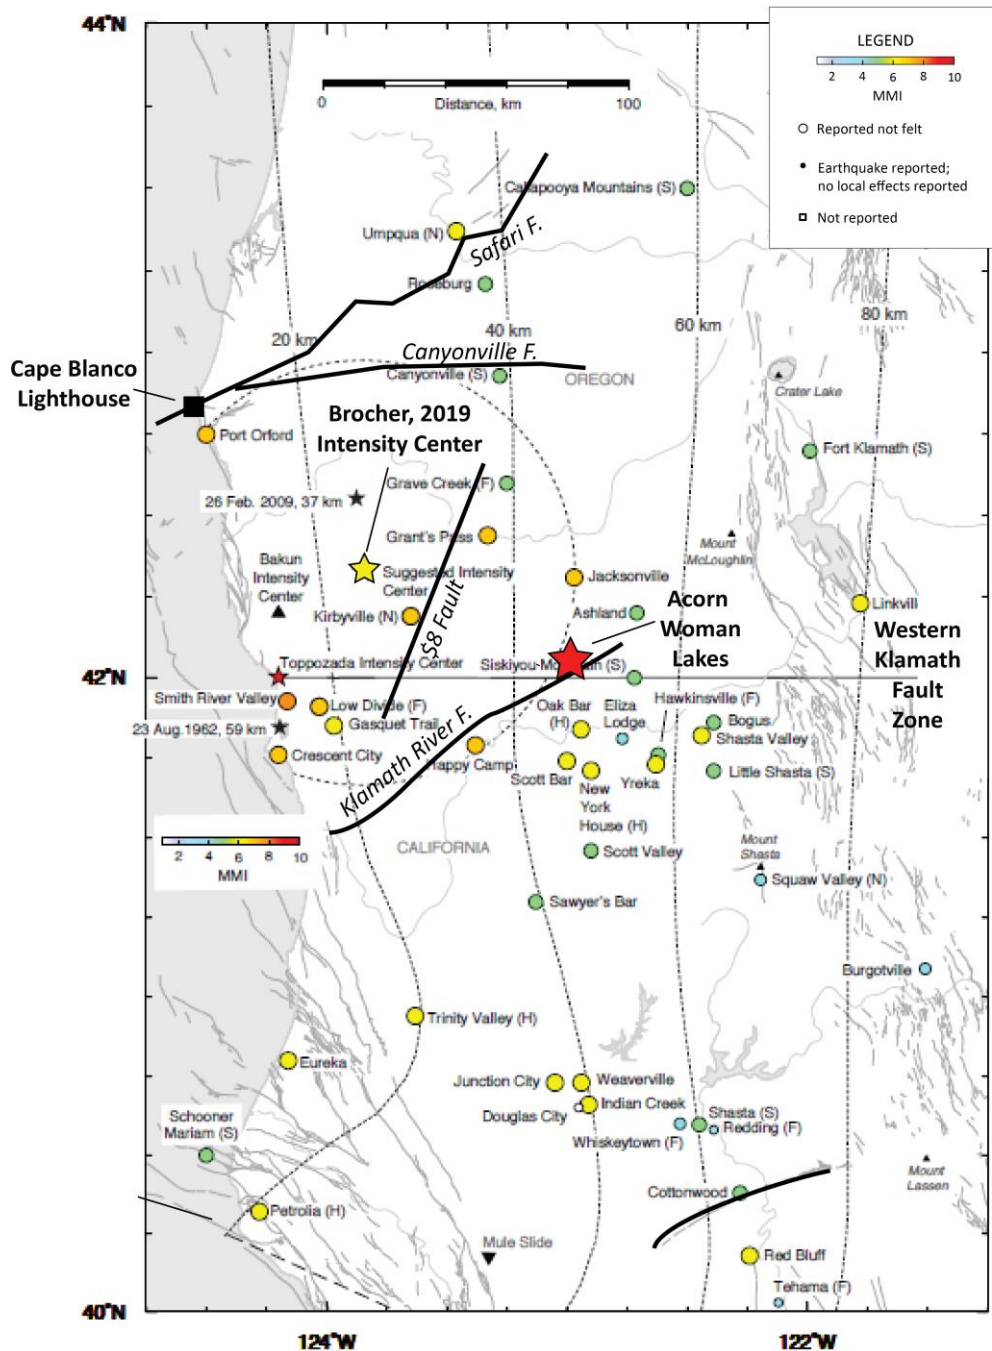 44°N
LEGEND
2 4 6 8 10
MMI
Reported not felt
Earthquake reported;
no local effects reported
Not reported
0 100
Distance, km
Callapooya Mountains (S)
Umpqua (N)
Safari F.
Roseburg
20 km
40 km
60 km
80 km
Canyonville F.
Canyonville (S)
OREGON
Crater Lake
Cape Blanco
Lighthouse
Port Orford
Brocher, 2019
Intensity Center
Fort Klamath (S)
Grave Creek (F)
26 Feb. 2009, 37 km
Grant's Pass
Mount
McLoughlin
Bakun
Intensity
Center
Suggested Intensity
Center
Jacksonville
Linkvill
Kirbyville (N)
$8 Fault
Ashland
Acorn
Woman
Lakes
Western
Klamath
Fault
Zone
42°N
Toppozada Intensity Center
Siskiyou Mountain (S)
Smith River Valley
Low Divide (F)
Gasquet Trail
23 Aug.1962, 59 km
Crescent City
Klamath River F.
Happy Camp
Oak Bar
(H)
Eliza
Lodge
Hawkinsville (F)
Bogus
Shasta Valley
Scott Bar
New
York
House (H)
Yreka
Little Shasta (S)
2 4 6 8 10
MMI
CALIFORNIA
Scott Valley
Mount
Shasta
Squaw Valley (N)
Sawyer's Bar
Burgotville
Trinity Valley (H)
Eureka
Junction City
Weaverville
Douglas City
Indian Creek
Schooner
Mariam (S)
Whiskeytown (F)
Shasta (S)
Redding (F)
Mount
Lassen
Cottonwood
Petrolia (H)
Mule Slide
Red Bluff
Tehama (F)
40°N
124°W
122°W